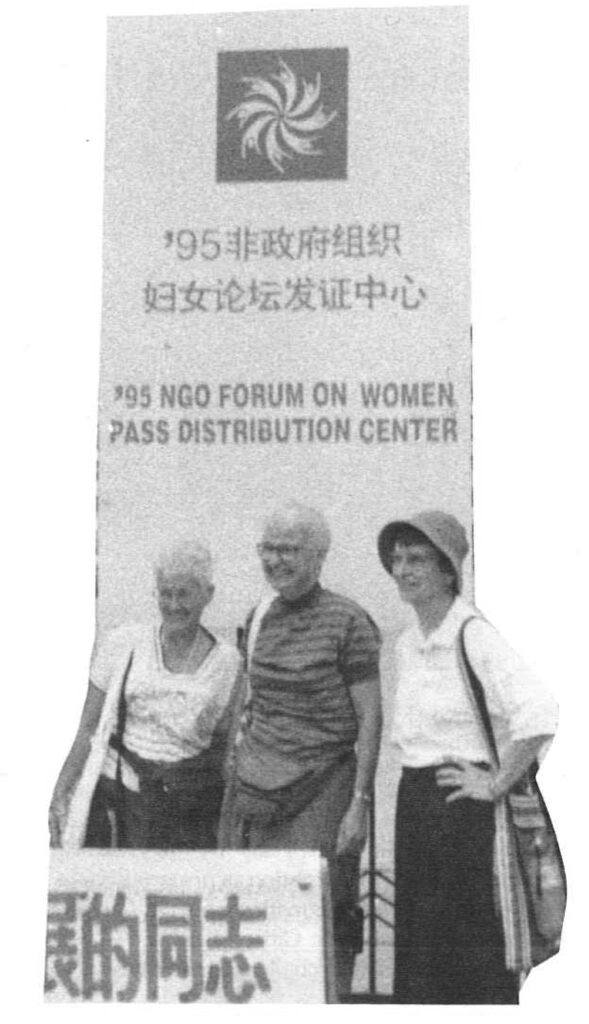 ’95非政府组织
妇女论坛发证中心
’95 NGO FORUM ON WOMEN
PASS DISTRIBUTION CENTER
展的同志